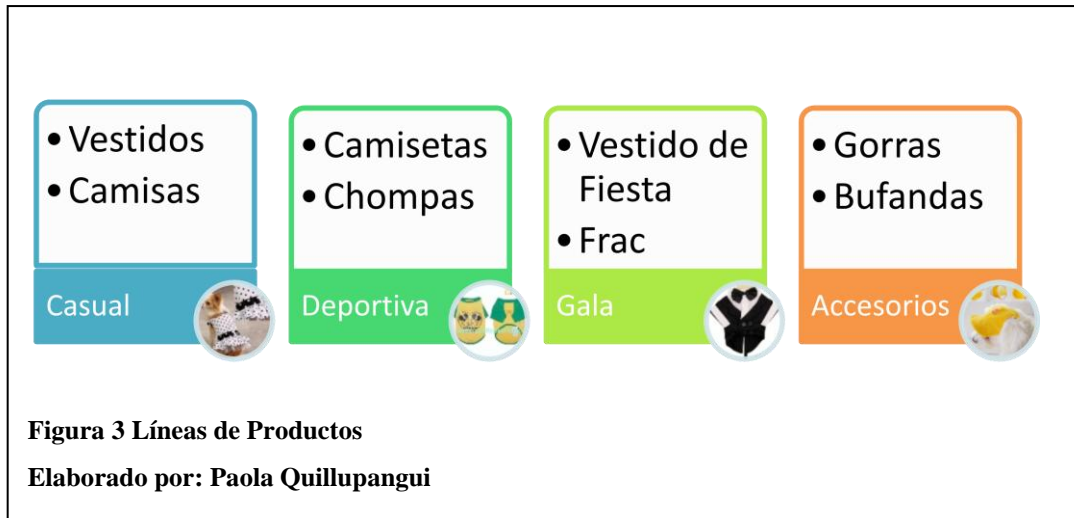 • Vestidos
• Camisas
Casual
• Camisetas
• Chompas
Deportiva
• Vestido de
Fiesta
• Frac
Gala
• Gorras
• Bufandas
Accesorios
Figura 3 Líneas de Productos
Elaborado por: Paola Quillupangui